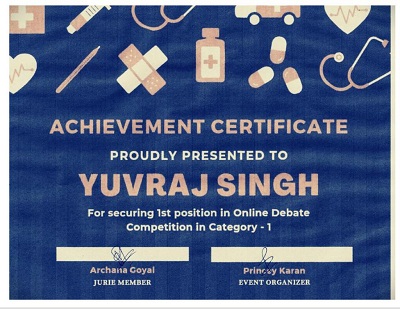 ACHIEVEMENT CERTIFICATE
PROUDLY PRESENTED TO
YUVRAJ SINGH
For securing 1st position in Online Debate
Competition in Category - 1
Archana Goyal
Princy Karan
JURIE MEMBER
EVENT ORGANIZER